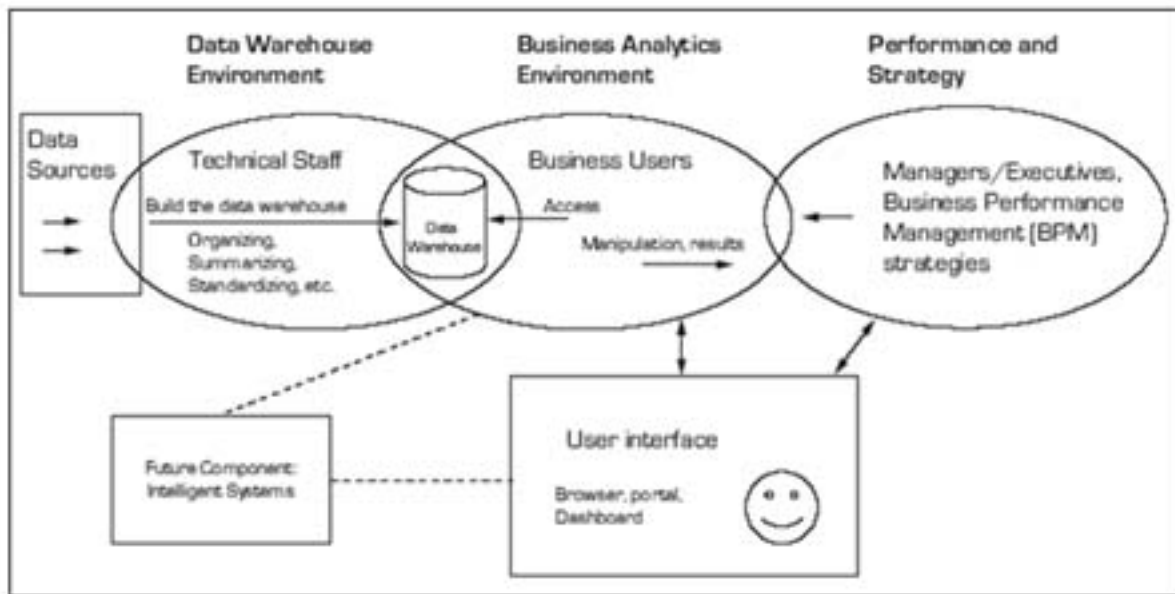 Data Warehouse
Environment
Business Analytics
Environment
Performance and
Strategy
Data
Sources
Technical Staff
Build the data warehouse
Organizing,
Summarizing,
Standardizing, etc.
Data
Warehouse
Business Users
Access
Manipulation, results
Managers/Executives,
Business Performance
Management (BPM)
strategies
Future Component:
Intelligent Systems
User interface
Browser, portal,
Dashboard